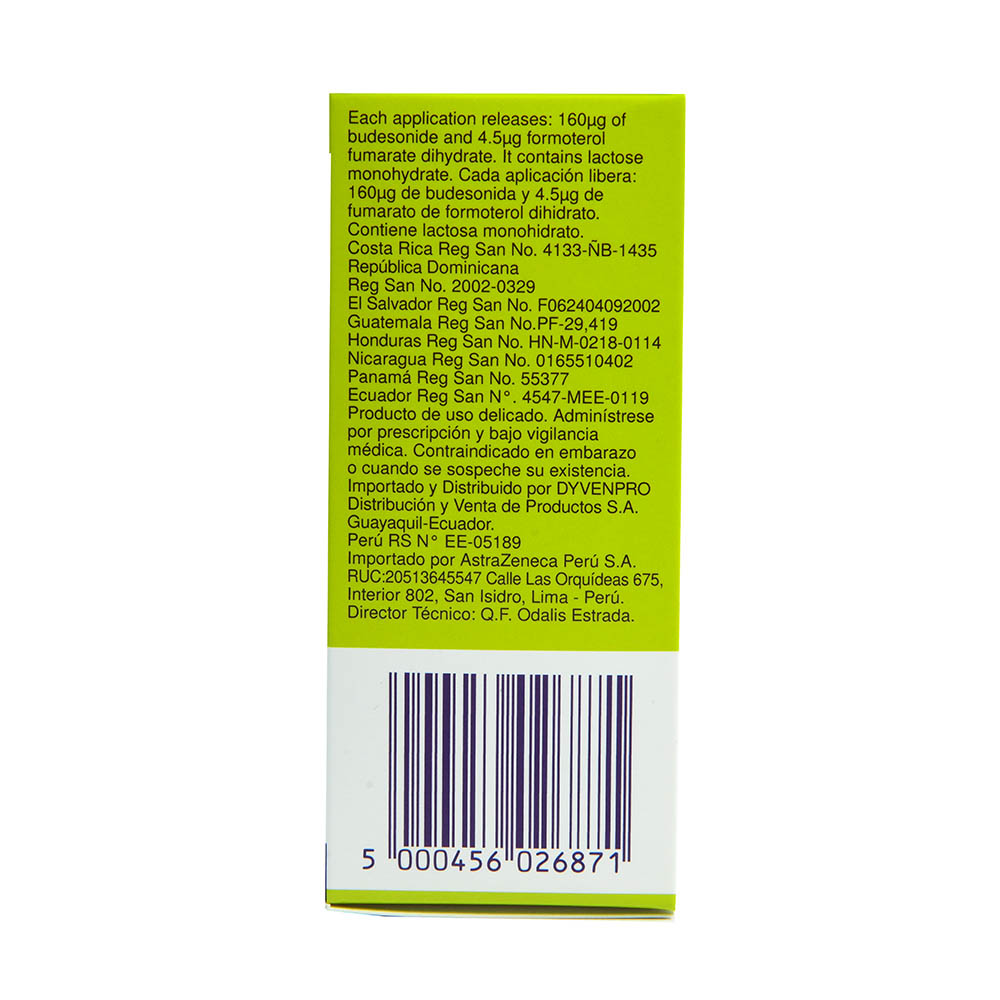 Each application releases: 160µg of
budesonide and 4.5µg formoterol
fumarate dihydrate. It contains lactose
monohydrate. Cada aplicación libera:
160µg de budesonida y 4.5µg de
fumarato de formoterol dihidrato.
Contiene lactosa monohidrato.
Costa Rica Reg San No. 4133-ÑB-1435
República Dominicana
Reg San No. 2002-0329
El Salvador Reg San No. F062404092002
Guatemala Reg San No.PF-29,419
Honduras Reg San No. HN-M-0218-0114
Nicaragua Reg San No. 0165510402
Panamá Reg San No. 55377
Ecuador Reg San N°. 4547-MEE-0119
Producto de uso delicado. Adminístrese
por prescripción y bajo vigilancia
médica. Contraindicado en embarazo
o cuando se sospeche su existencia.
Importado y Distribuido por DYVENPRO
Distribución y Venta de Productos S.A.
Guayaquil-Ecuador.
Perú RS N° EE-05189
Importado por AstraZeneca Perú S.A.
RUC:20513645547 Calle Las Orquídeas 675,
Interior 802, San Isidro, Lima - Perú.
Director Técnico: Q.F. Odalis Estrada.
5 000456 026871